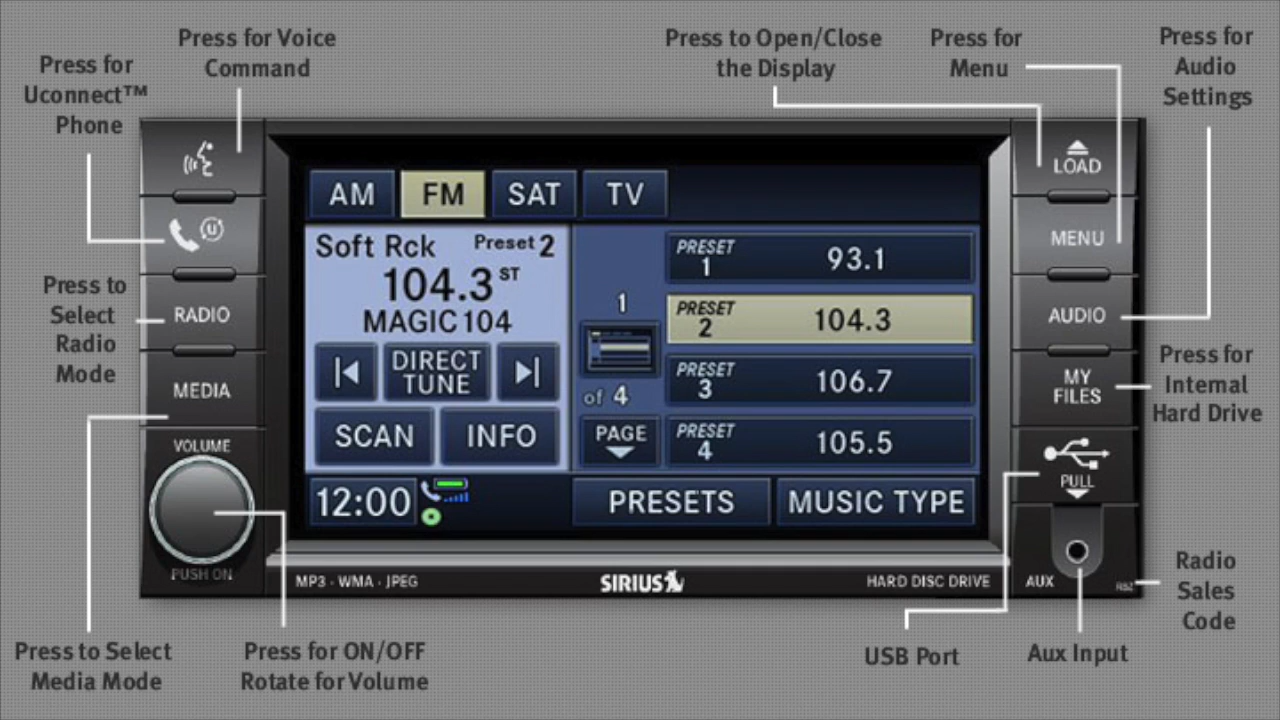 Press for
Uconnect™
Phone
Press for Voice
Command
Press to Open/Close
the Display
Press for
Menu
Press for
Audio
Settings
LOAD
MENU
RADIO
AUDIO
MEDIA
MY
FILES
VOLUME
PULL
PUSH ON
AUX
AM
FM
SAT
TV
Soft Rck
Preset 2
104.3 ST
MAGIC 104
DIRECT
TUNE
SCAN
INFO
1
of 4
PAGE
PRESET
1
93.1
PRESET
2
104.3
PRESET
3
106.7
PRESET
4
105.5
12:00
PRESETS
MUSIC TYPE
MP3 · WMA · JPEG
SIRIUS
HARD DISC DRIVE
Press to
Select
Radio
Mode
Press for
Internal
Hard Drive
Radio
Sales
Code
Press to Select
Media Mode
Press for ON/OFF
Rotate for Volume
USB Port
Aux Input